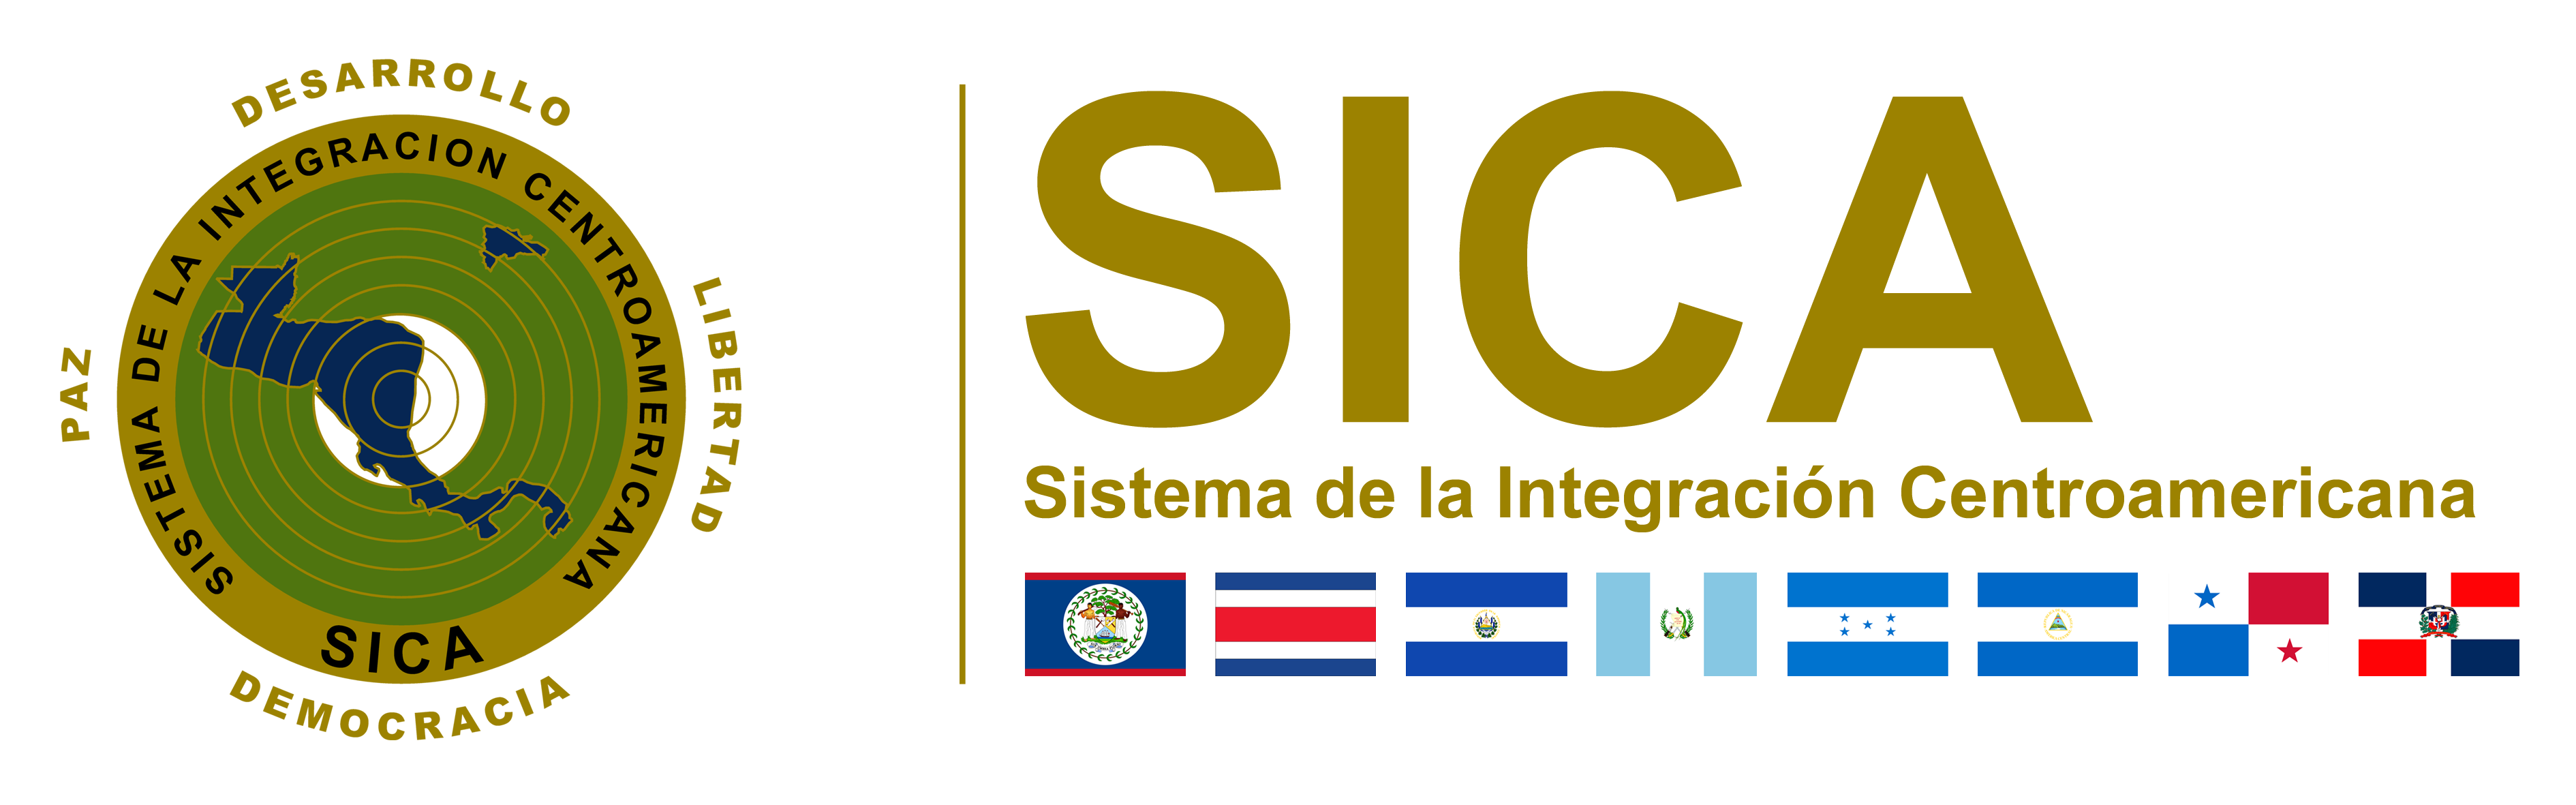 DESARROLLO
PAZ
LIBERTAD
DEMOCRACIA
SISTEMA DE LA INTEGRACION CENTROAMERICANA
SICA
SICA
Sistema de la Integración Centroamericana